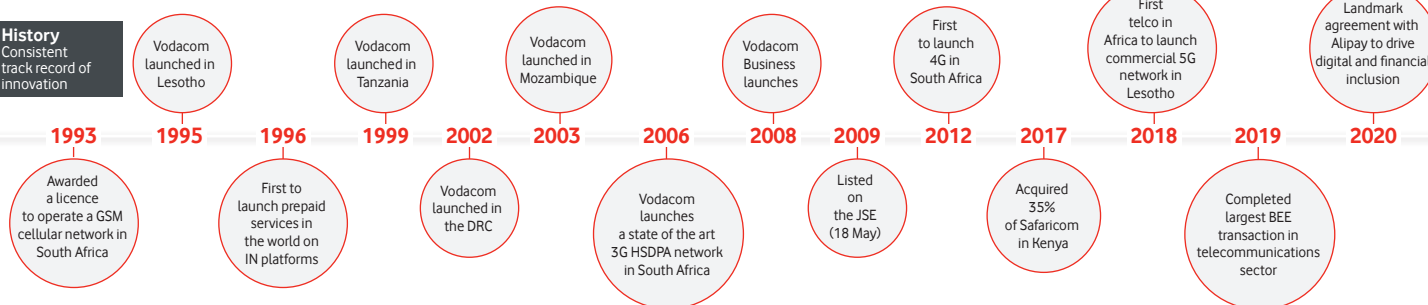 History
Consistent
track record of
innovation
1993
Awarded
a licence
to operate a GSM
cellular network in
South Africa
Vodacom
launched in
Lesotho
1995
1996
First to
launch prepaid
services in
the world on
IN platforms
Vodacom
launched in
Tanzania
1999
2002
Vodacom
launched in
the DRC
Vodacom
launched in
Mozambique
2003
2006
Vodacom
launches
a state of the art
3G HSDPA network
in South Africa
Vodacom
Business
launches
2008
2009
Listed
on
the JSE
(18 May)
First
to launch
4G in
South Africa
2012
2017
Acquired
35%
of Safaricom
in Kenya
First
telco in
Africa to launch
commercial 5G
network in
Lesotho
2018
2019
Completed
largest BEE
transaction in
telecommunications
sector
Landmark
agreement with
Alipay to drive
digital and financial
inclusion
2020